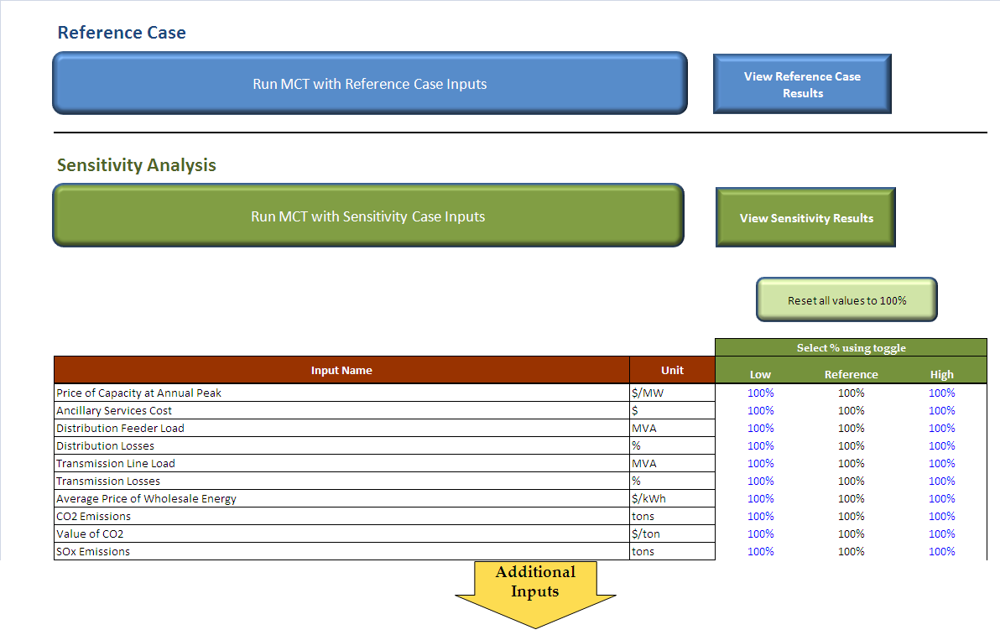 Reference Case
Run MCT with Reference Case Inputs
View Reference Case
Results
Sensitivity Analysis
Run MCT with Sensitivity Case Inputs
View Sensitivity Results
Reset all values to 100%
Select % using toggle
Input Name Unit Low Reference High
Price of Capacity at Annual Peak $/MW 100% 100% 100%
Ancillary Services Cost $ 100% 100% 100%
Distribution Feeder Load MVA 100% 100% 100%
Distribution Losses % 100% 100% 100%
Transmission Line Load MVA 100% 100% 100%
Transmission Losses % 100% 100% 100%
Average Price of Wholesale Energy $/kWh 100% 100% 100%
CO2 Emissions tons 100% 100% 100%
Value of CO2 $/ton 100% 100% 100%
SOx Emissions tons 100% 100% 100%
Additional
Inputs